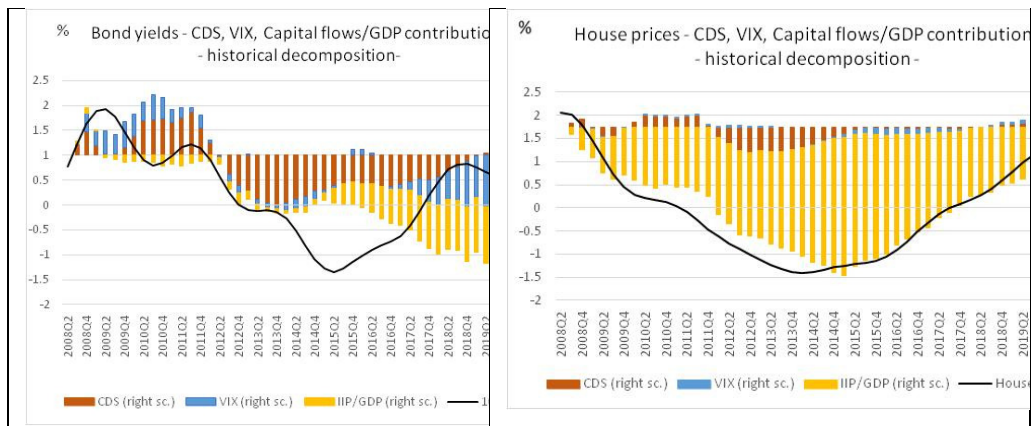 %
Bond yields - CDS, VIX, Capital flows/GDP
- historical decomposition-
2.5
2
1.5
1
0.5
0
-0.5
-1
-1.5
-2
2008Q2
2008Q4
2009Q2
2009Q4
2010Q2
2010Q4
2011Q2
2011Q4
2012Q2
2012Q4
2013Q2
2013Q4
2014Q2
2014Q4
2015Q2
2015Q4
2016Q2
2016Q4
2017Q2
2017Q4
2018Q2
2018Q4
2019Q2
CDS (right sc.) VIX (right sc.) IIP/GDP (right sc.)
%
House prices - CDS, VIX, Capital flows/GDP contribution
- historical decomposition -
2.5
2
1.5
1
0.5
0
-0.5
-1
-1.5
-2
2008Q2
2008Q4
2009Q2
2009Q4
2010Q2
2010Q4
2011Q2
2011Q4
2012Q2
2012Q4
2013Q2
2013Q4
2014Q2
2014Q4
2015Q2
2015Q4
2016Q2
2016Q4
2017Q2
2017Q4
2018Q2
2018Q4
2019Q2
CDS (right sc.) VIX (right sc.) IIP/GDP (right sc.) House